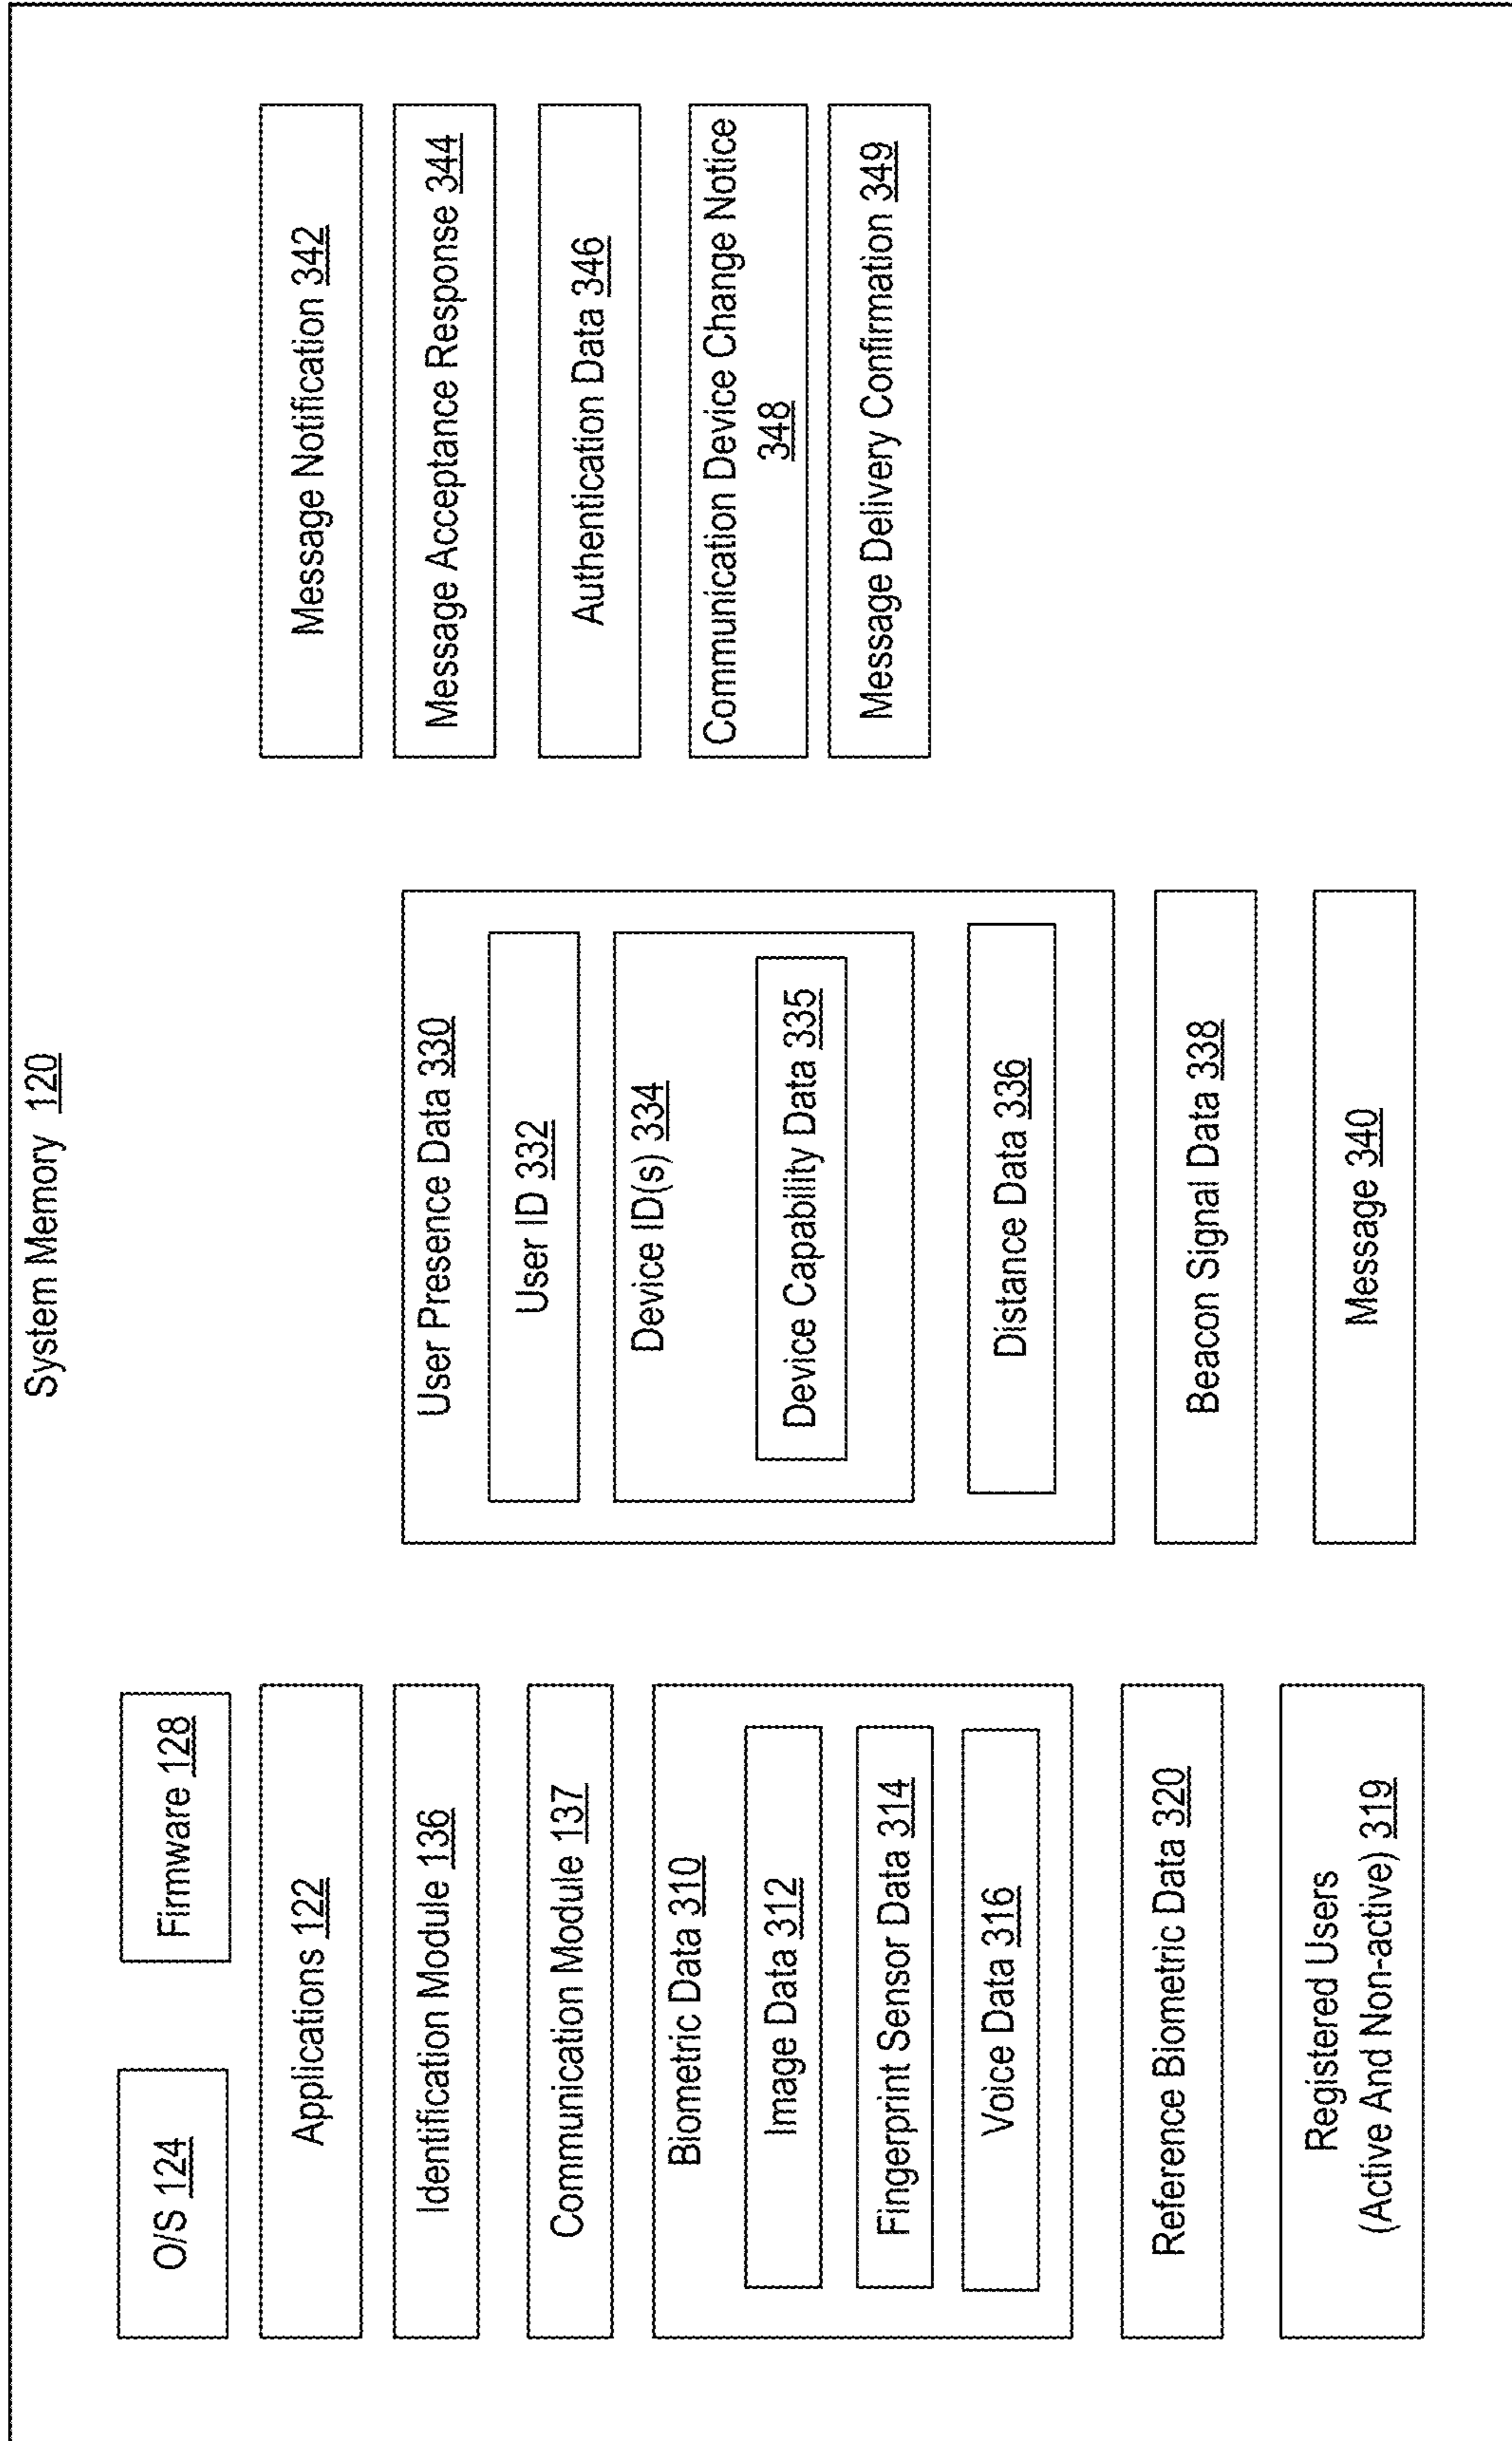 System Memory 120
O/S 124
Firmware 128
Applications 122
Identification Module 136
Communication Module 137
Biometric Data 310
Image Data 312
Fingerprint Sensor Data 314
Voice Data 316
Reference Biometric Data 320
Registered Users
(Active And Non-active) 319
User Presence Data 330
User ID 332
Device ID(s) 334
Device Capability Data 335
Distance Data 336
Beacon Signal Data 338
Message 340
Message Notification 342
Message Acceptance Response 344
Authentication Data 346
Communication Device Change Notice
348
Message Delivery Confirmation 349